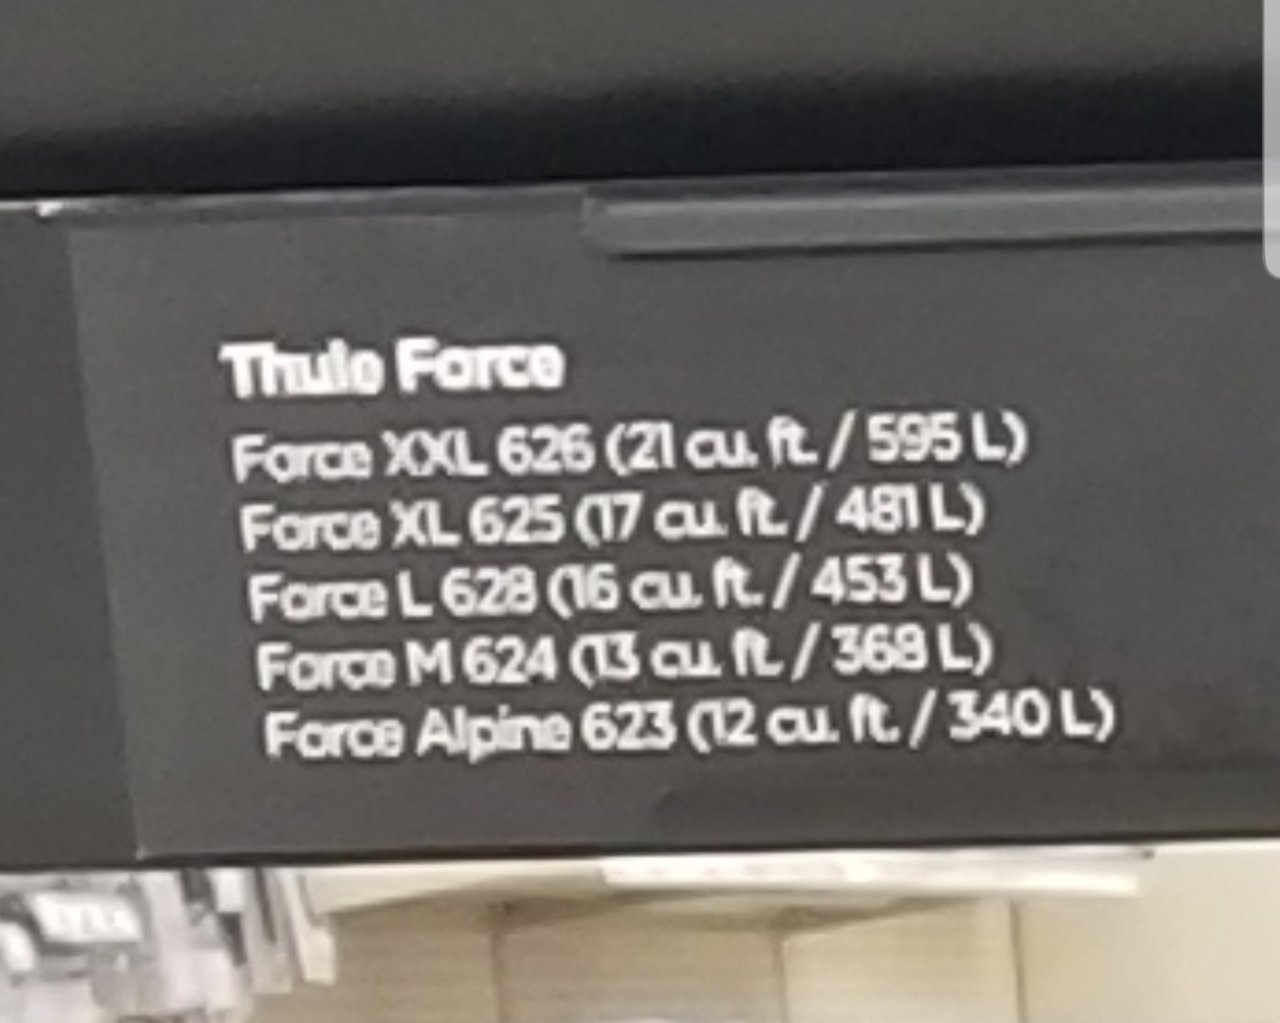 Thule Force
Force XXL 626 (21 cu. ft. / 595 L)
Force XL 625 (17 cu. ft. / 481 L)
Force L 628 (16 cu. ft. / 453 L)
Force M 624 (13 cu. ft. / 368 L)
Force Alpine 623 (12 cu. ft. / 340 L)